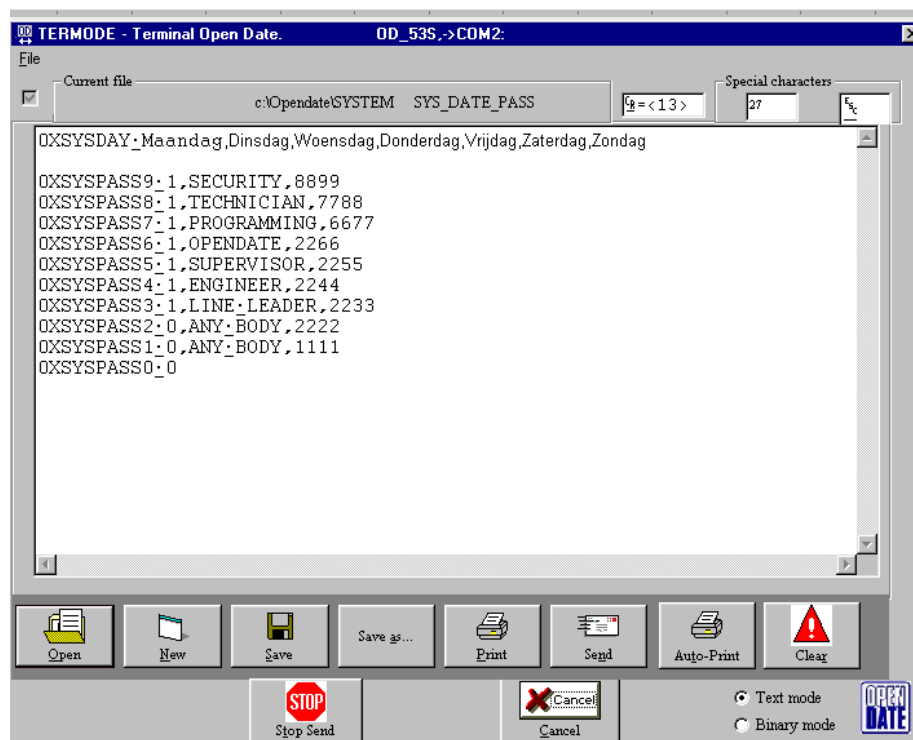 TERMODE - Terminal Open Date. OD_53S,->COM2:
File
Current file
Special characters
c:\Opendate\SYSTEM SYS_DATE_PASS
CR=<13>
27
ESC
0XSYSDAY·Maandag,Dinsdag,Woensdag,Donderdag,Vrijdag,Zaterdag,Zondag
0XSYSPASS9·1,SECURITY,8899
0XSYSPASS8·1,TECHNICIAN,7788
0XSYSPASS7·1,PROGRAMMING,6677
0XSYSPASS6·1,OPENDATE,2266
0XSYSPASS5·1,SUPERVISOR,2255
0XSYSPASS4·1,ENGINEER,2244
0XSYSPASS3·1,LINE·LEADER,2233
0XSYSPASS2·0,ANY·BODY,2222
0XSYSPASS1·0,ANY·BODY,1111
0XSYSPASS0·0
Open
New
Save
Save as...
Print
Send
Auto-Print
Clear
STOP
Stop Send
Cancel
Cancel
Text mode
Binary mode
OPEN
DATE